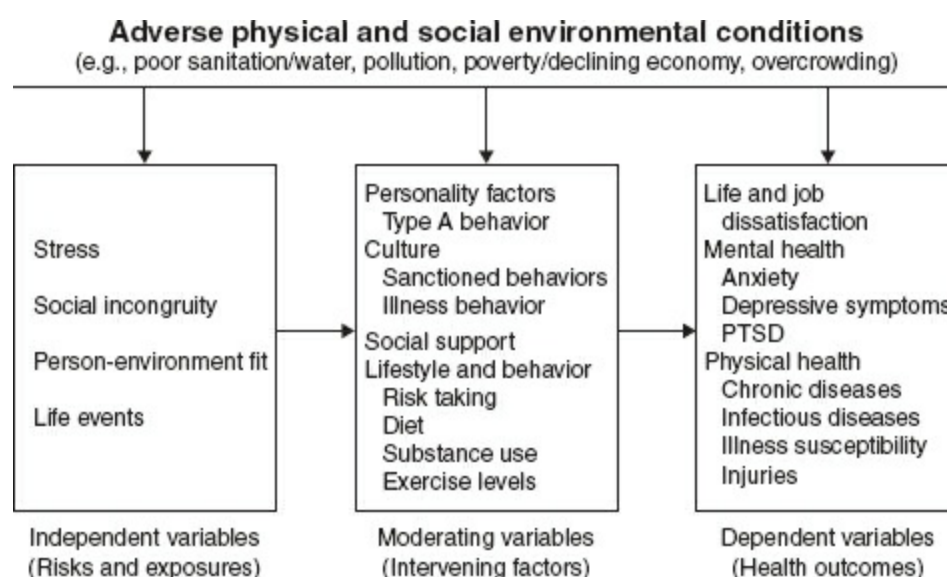 Adverse physical and social environmental conditions
(e.g., poor sanitation/water, pollution, poverty/declining economy, overcrowding)
Stress
Social incongruity
Person-environment fit
Life events
Independent variables
(Risks and exposures)
Personality factors
Type A behavior
Culture
Sanctioned behaviors
Illness behavior
Social support
Lifestyle and behavior
Risk taking
Diet
Substance use
Exercise levels
Moderating variables
(Intervening factors)
Life and job
dissatisfaction
Mental health
Anxiety
Depressive symptoms
PTSD
Physical health
Chronic diseases
Infectious diseases
Illness susceptibility
Injuries
Dependent variables
(Health outcomes)